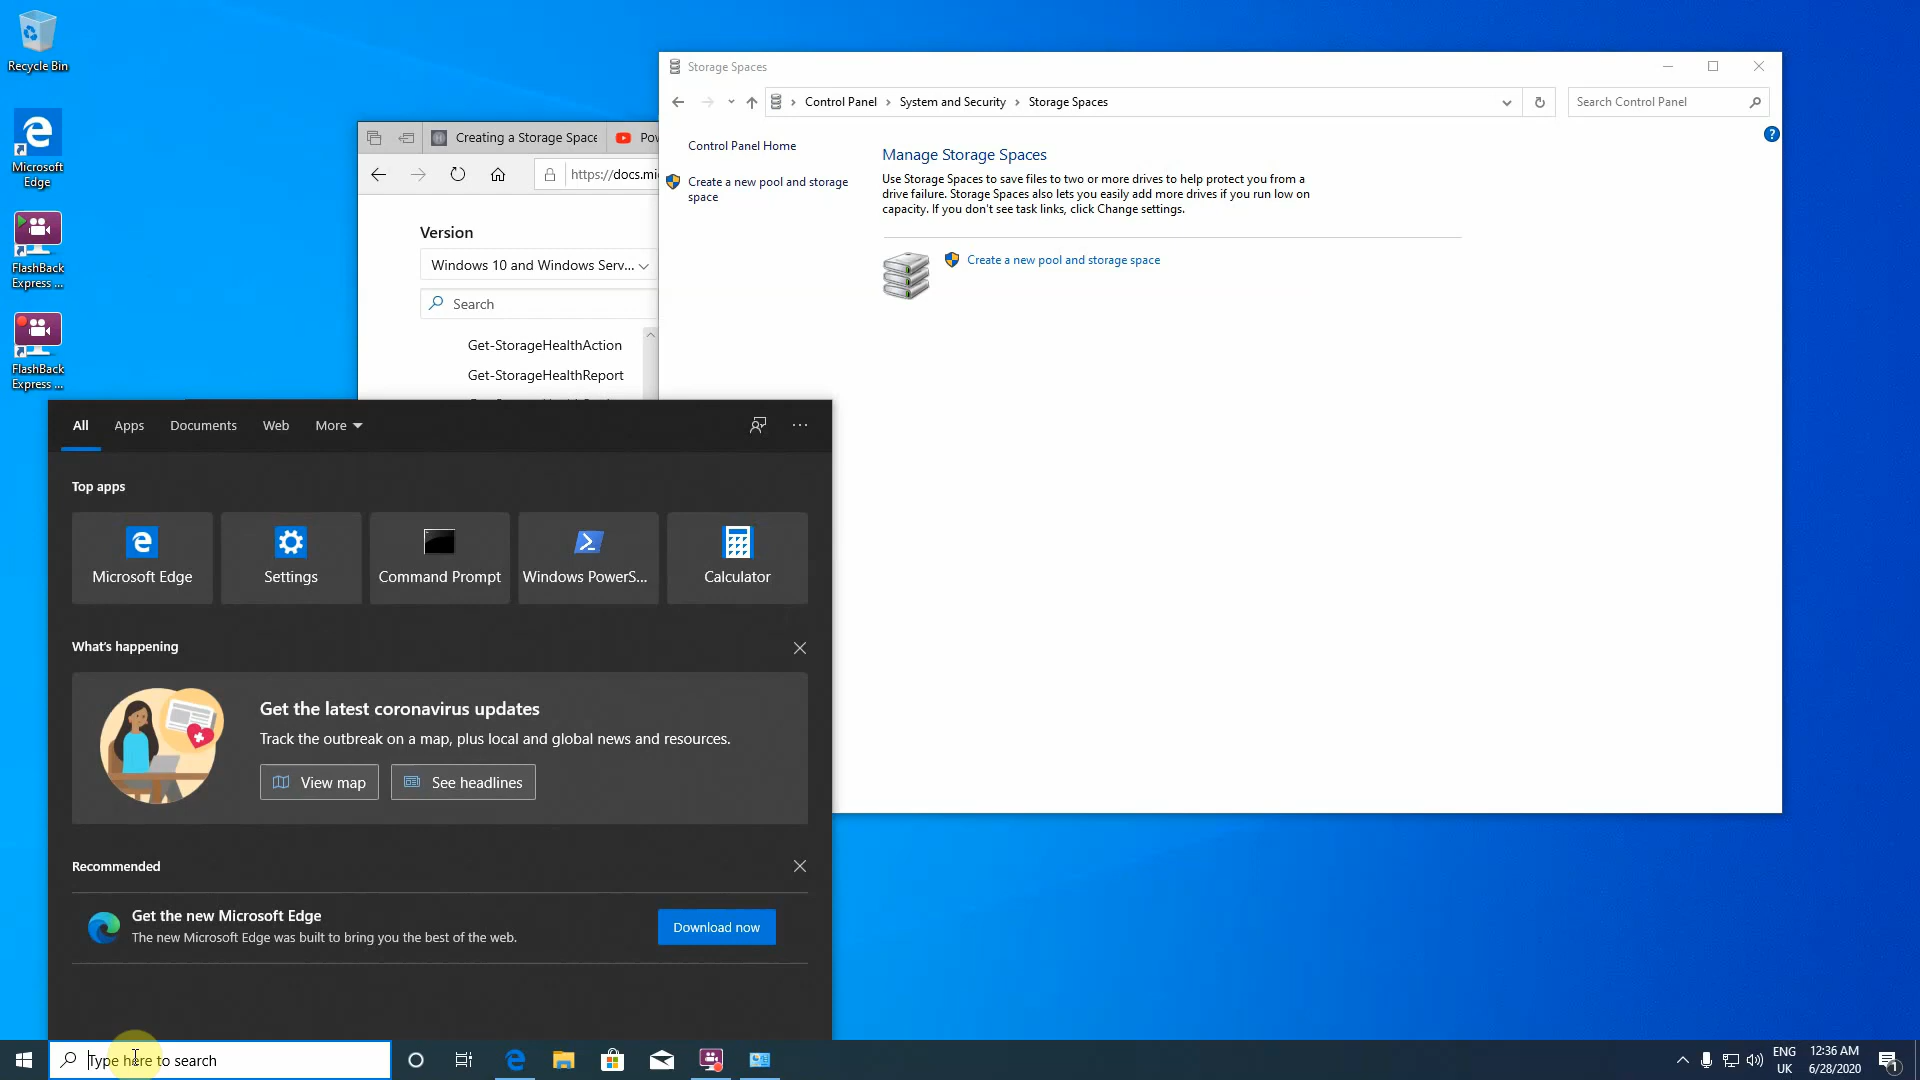 Recycle Bin
Microsoft
Edge
FlashBack
Express ...
FlashBack
Express ...
Storage Spaces
Control Panel
System and Security
Storage Spaces
Search Control Panel
Control Panel Home
Create a new pool and storage
space
Manage Storage Spaces
Use Storage Spaces to save files to two or more drives to help protect you from a
drive failure. Storage Spaces also lets you easily add more drives if you run low on
capacity. If you don't see task links, click Change settings.
Create a new pool and storage space
Creating a Storage Space
Pow
https://docs.mi
Version
Windows 10 and Windows Serv...
Search
Get-StorageHealthAction
Get-StorageHealthReport
All
Apps
Documents
Web
More
Top apps
Microsoft Edge
Settings
Command Prompt
Windows PowerS...
Calculator
What's happening
Get the latest coronavirus updates
Track the outbreak on a map, plus local and global news and resources.
View map
See headlines
Recommended
Get the new Microsoft Edge
The new Microsoft Edge was built to bring you the best of the web.
Download now
Type here to search
ENG
UK
12:36 AM
6/28/2020
1